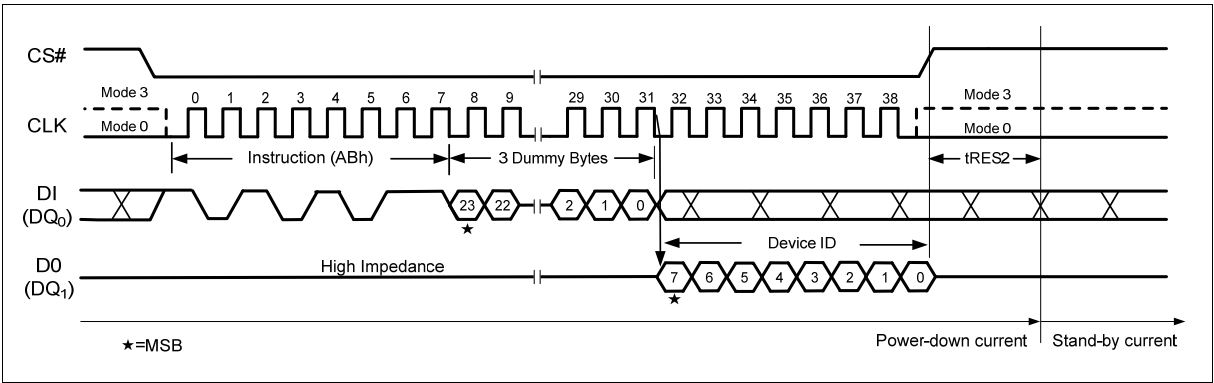 CS#
Mode 3 0 1 2 3 4 5 6 7 8 9 29 30 31 32 33 34 35 36 37 38 Mode 3
CLK Mode 0 Mode 0
Instruction (ABh) 3 Dummy Bytes tRES2
DI
(DQ0) 23 22 2 1 0
★ Device ID
D0
(DQ1) High Impedance 7 6 5 4 3 2 1 0
★
Power-down current Stand-by current
★=MSB